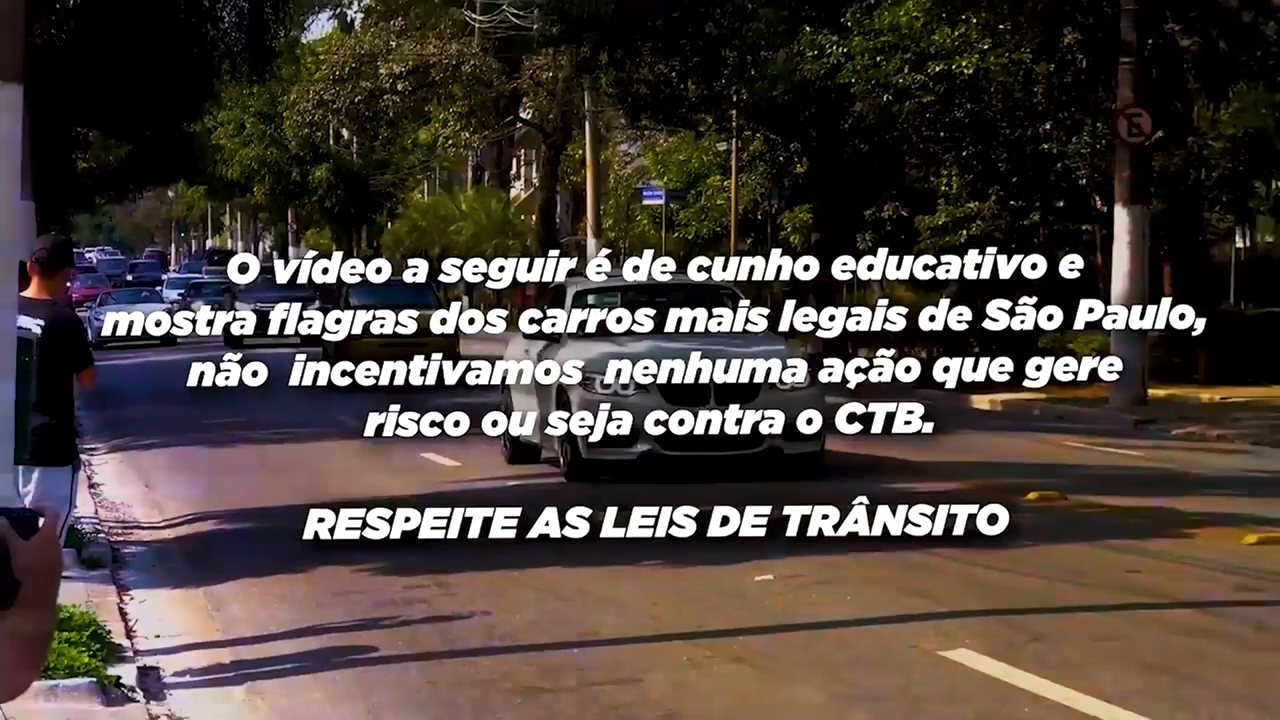 O vídeo a seguir é de cunho educativo e
mostra flagras dos carros mais legais de São Paulo,
não incentivamos nenhuma ação que gere
risco ou seja contra o CTB.
RESPEITE AS LEIS DE TRÂNSITO